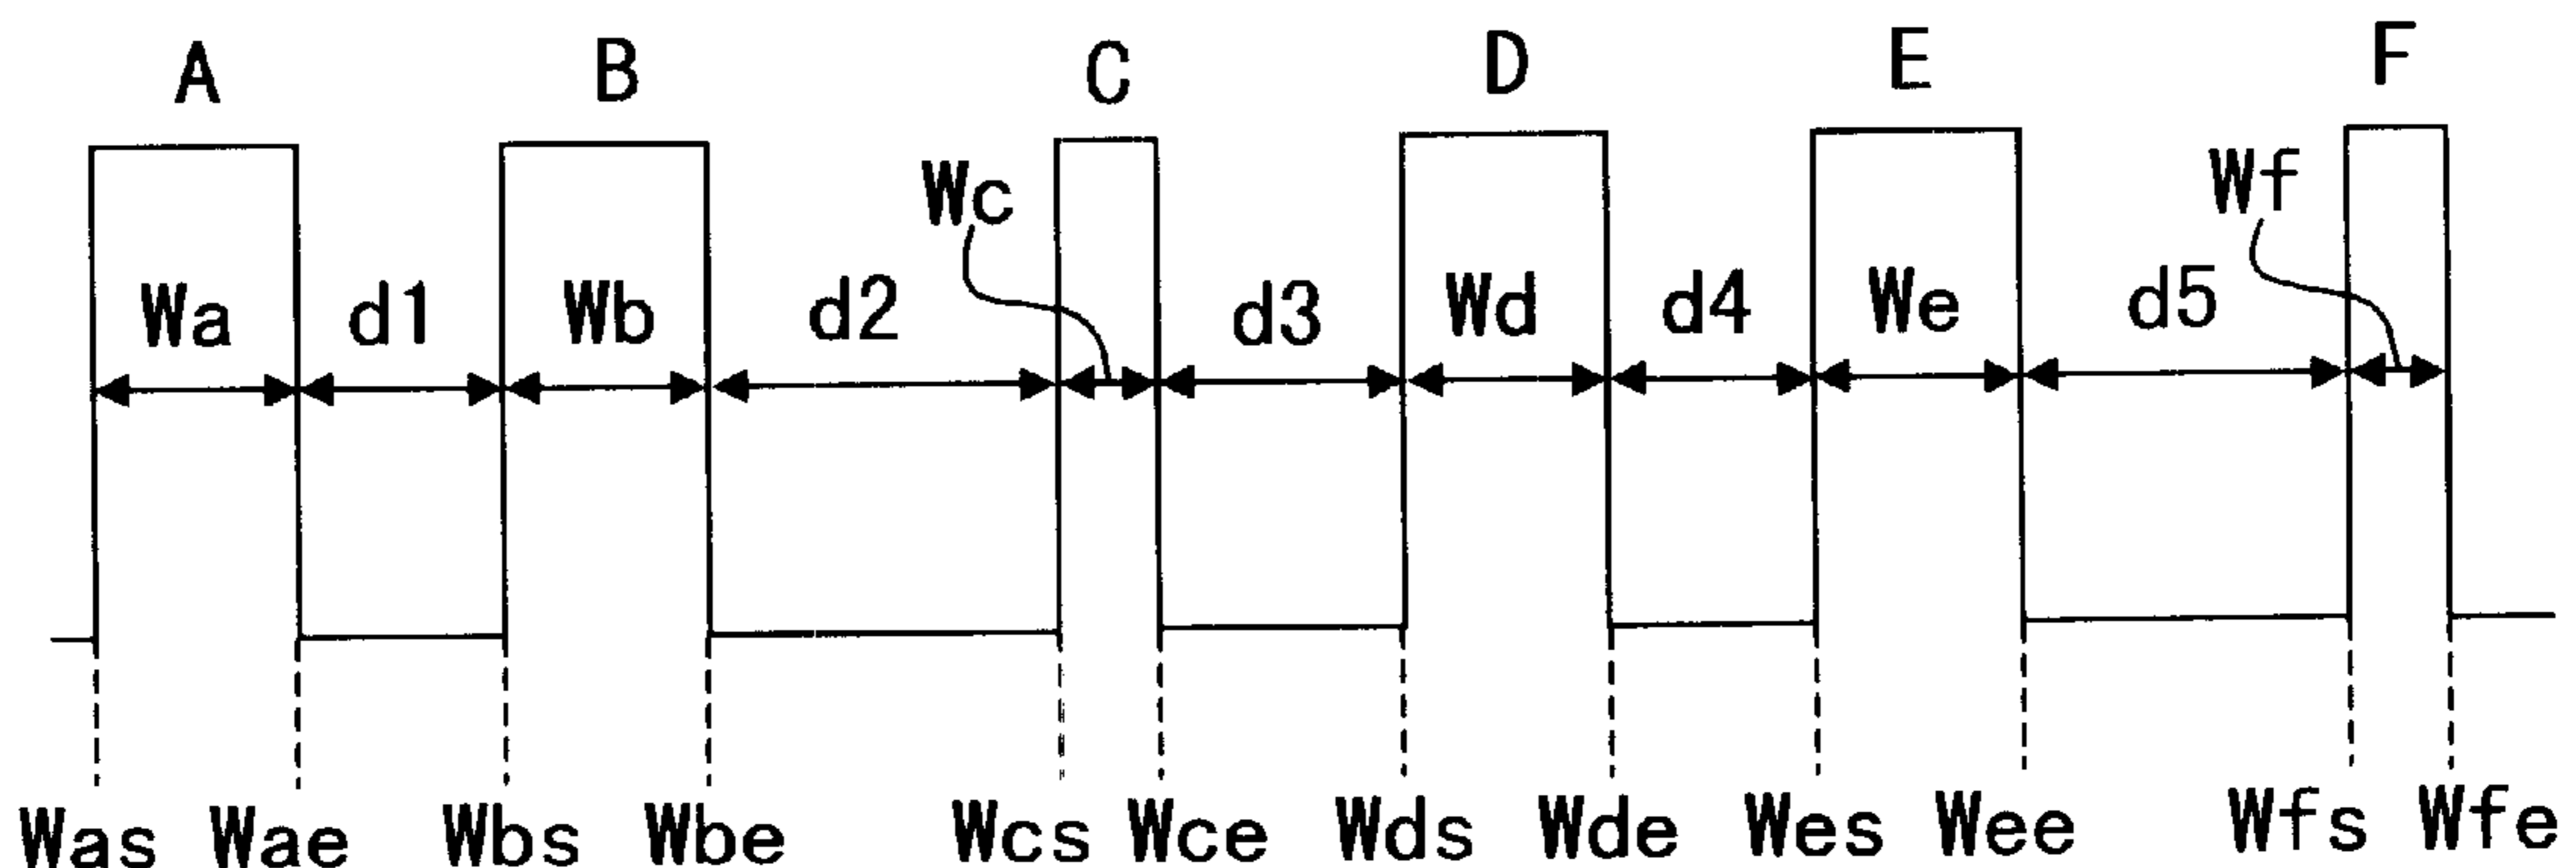 A B C D E F
Wc Wf
Wa d1 Wb d2 d3 Wd d4 We d5
Was Wae Wbs Wbe Wcs Wce Wds Wde Wes Wee Wfs Wfe